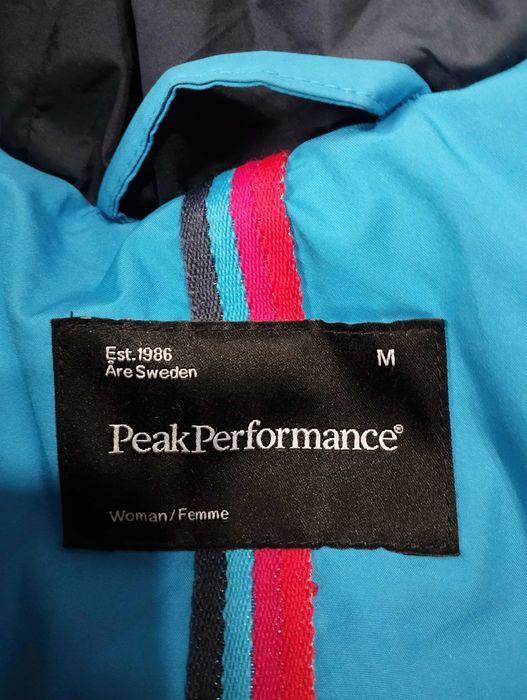 Est.1986
M
Åre Sweden
PeakPerformance®
Woman/Femme